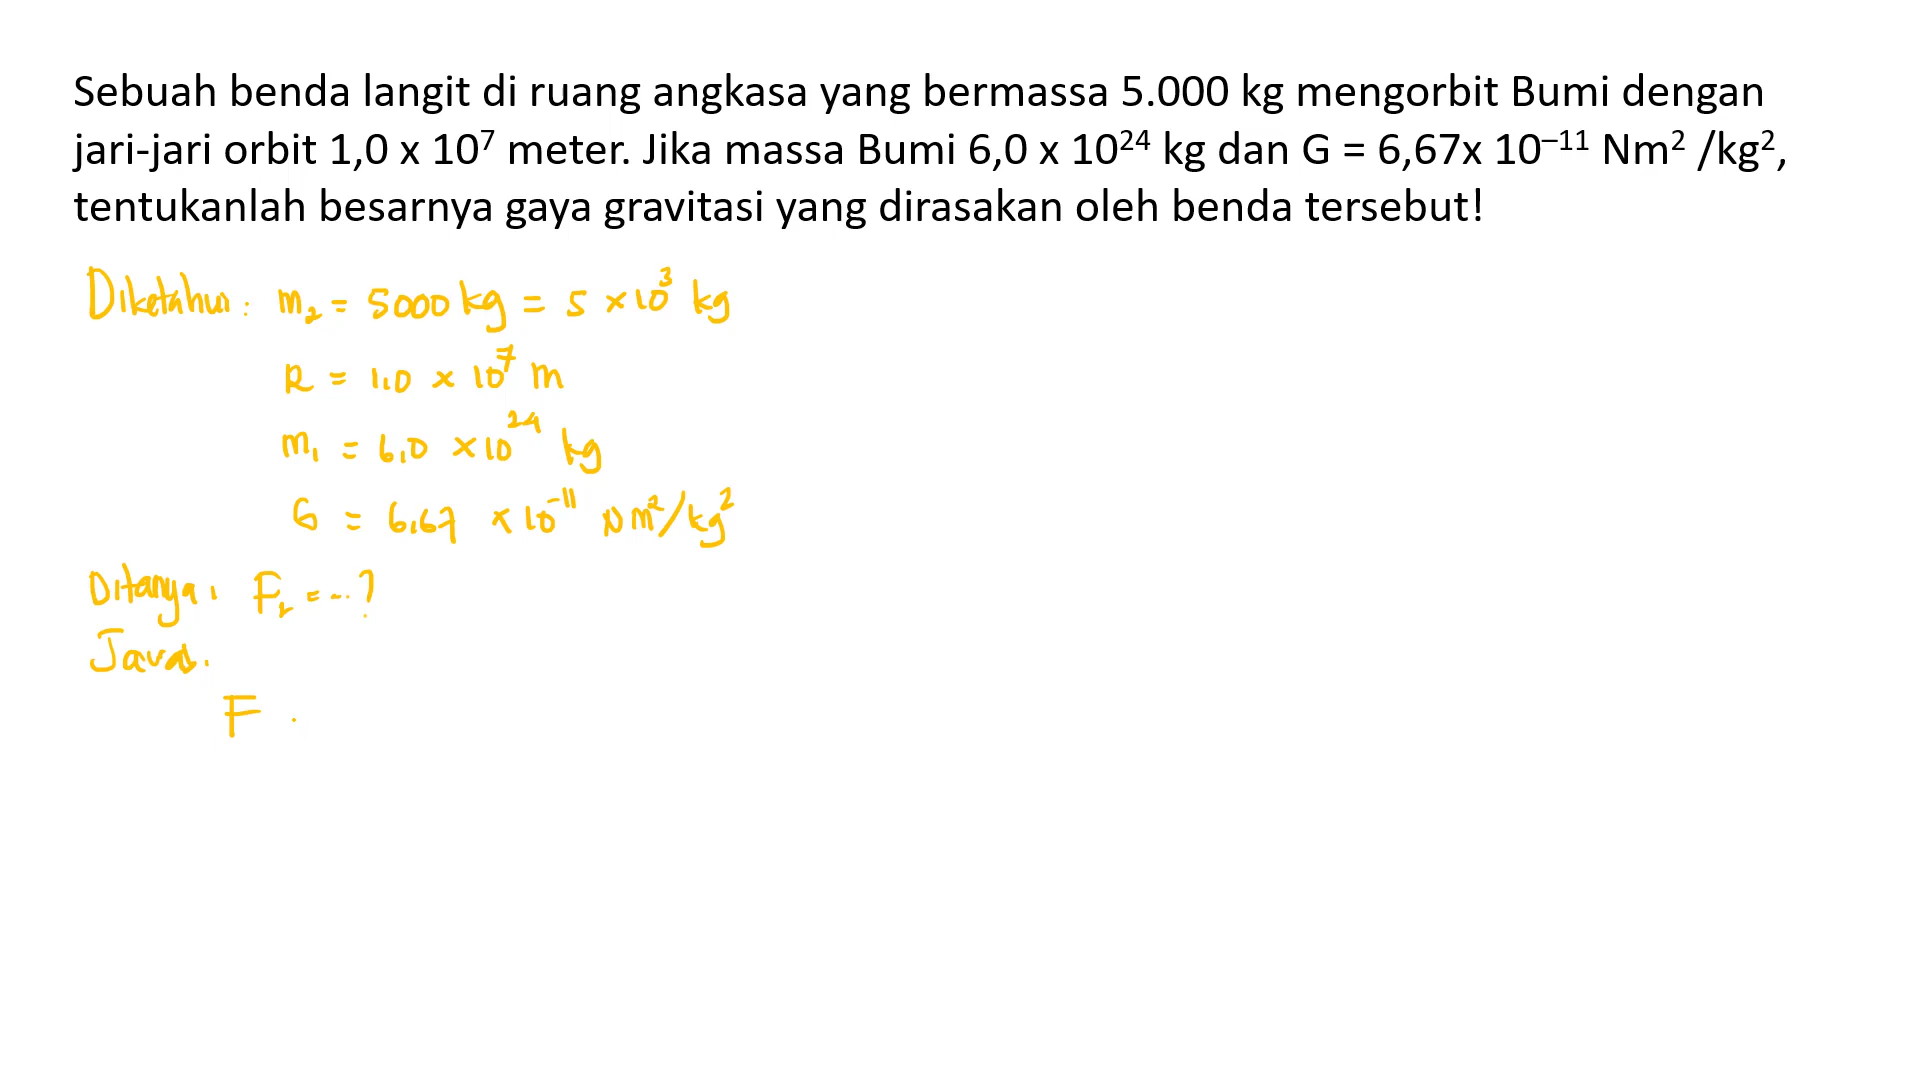 Sebuah benda langit di ruang angkasa yang bermassa 5.000 kg mengorbit Bumi dengan
jari-jari orbit 1,0 x 10⁷ meter. Jika massa Bumi 6,0 x 10²⁴ kg dan G = 6,67x 10⁻¹¹ Nm² /kg²,
tentukanlah besarnya gaya gravitasi yang dirasakan oleh benda tersebut!
Diketahui : m₂ = 5000 kg = 5 × 10³ kg
R = 1,0 × 10⁷ m
m₁ = 6,0 × 10²⁴ kg
G = 6,67 × 10⁻¹¹ Nm²/kg²
Ditanya : F₂ = ... ?
Jawab.
F